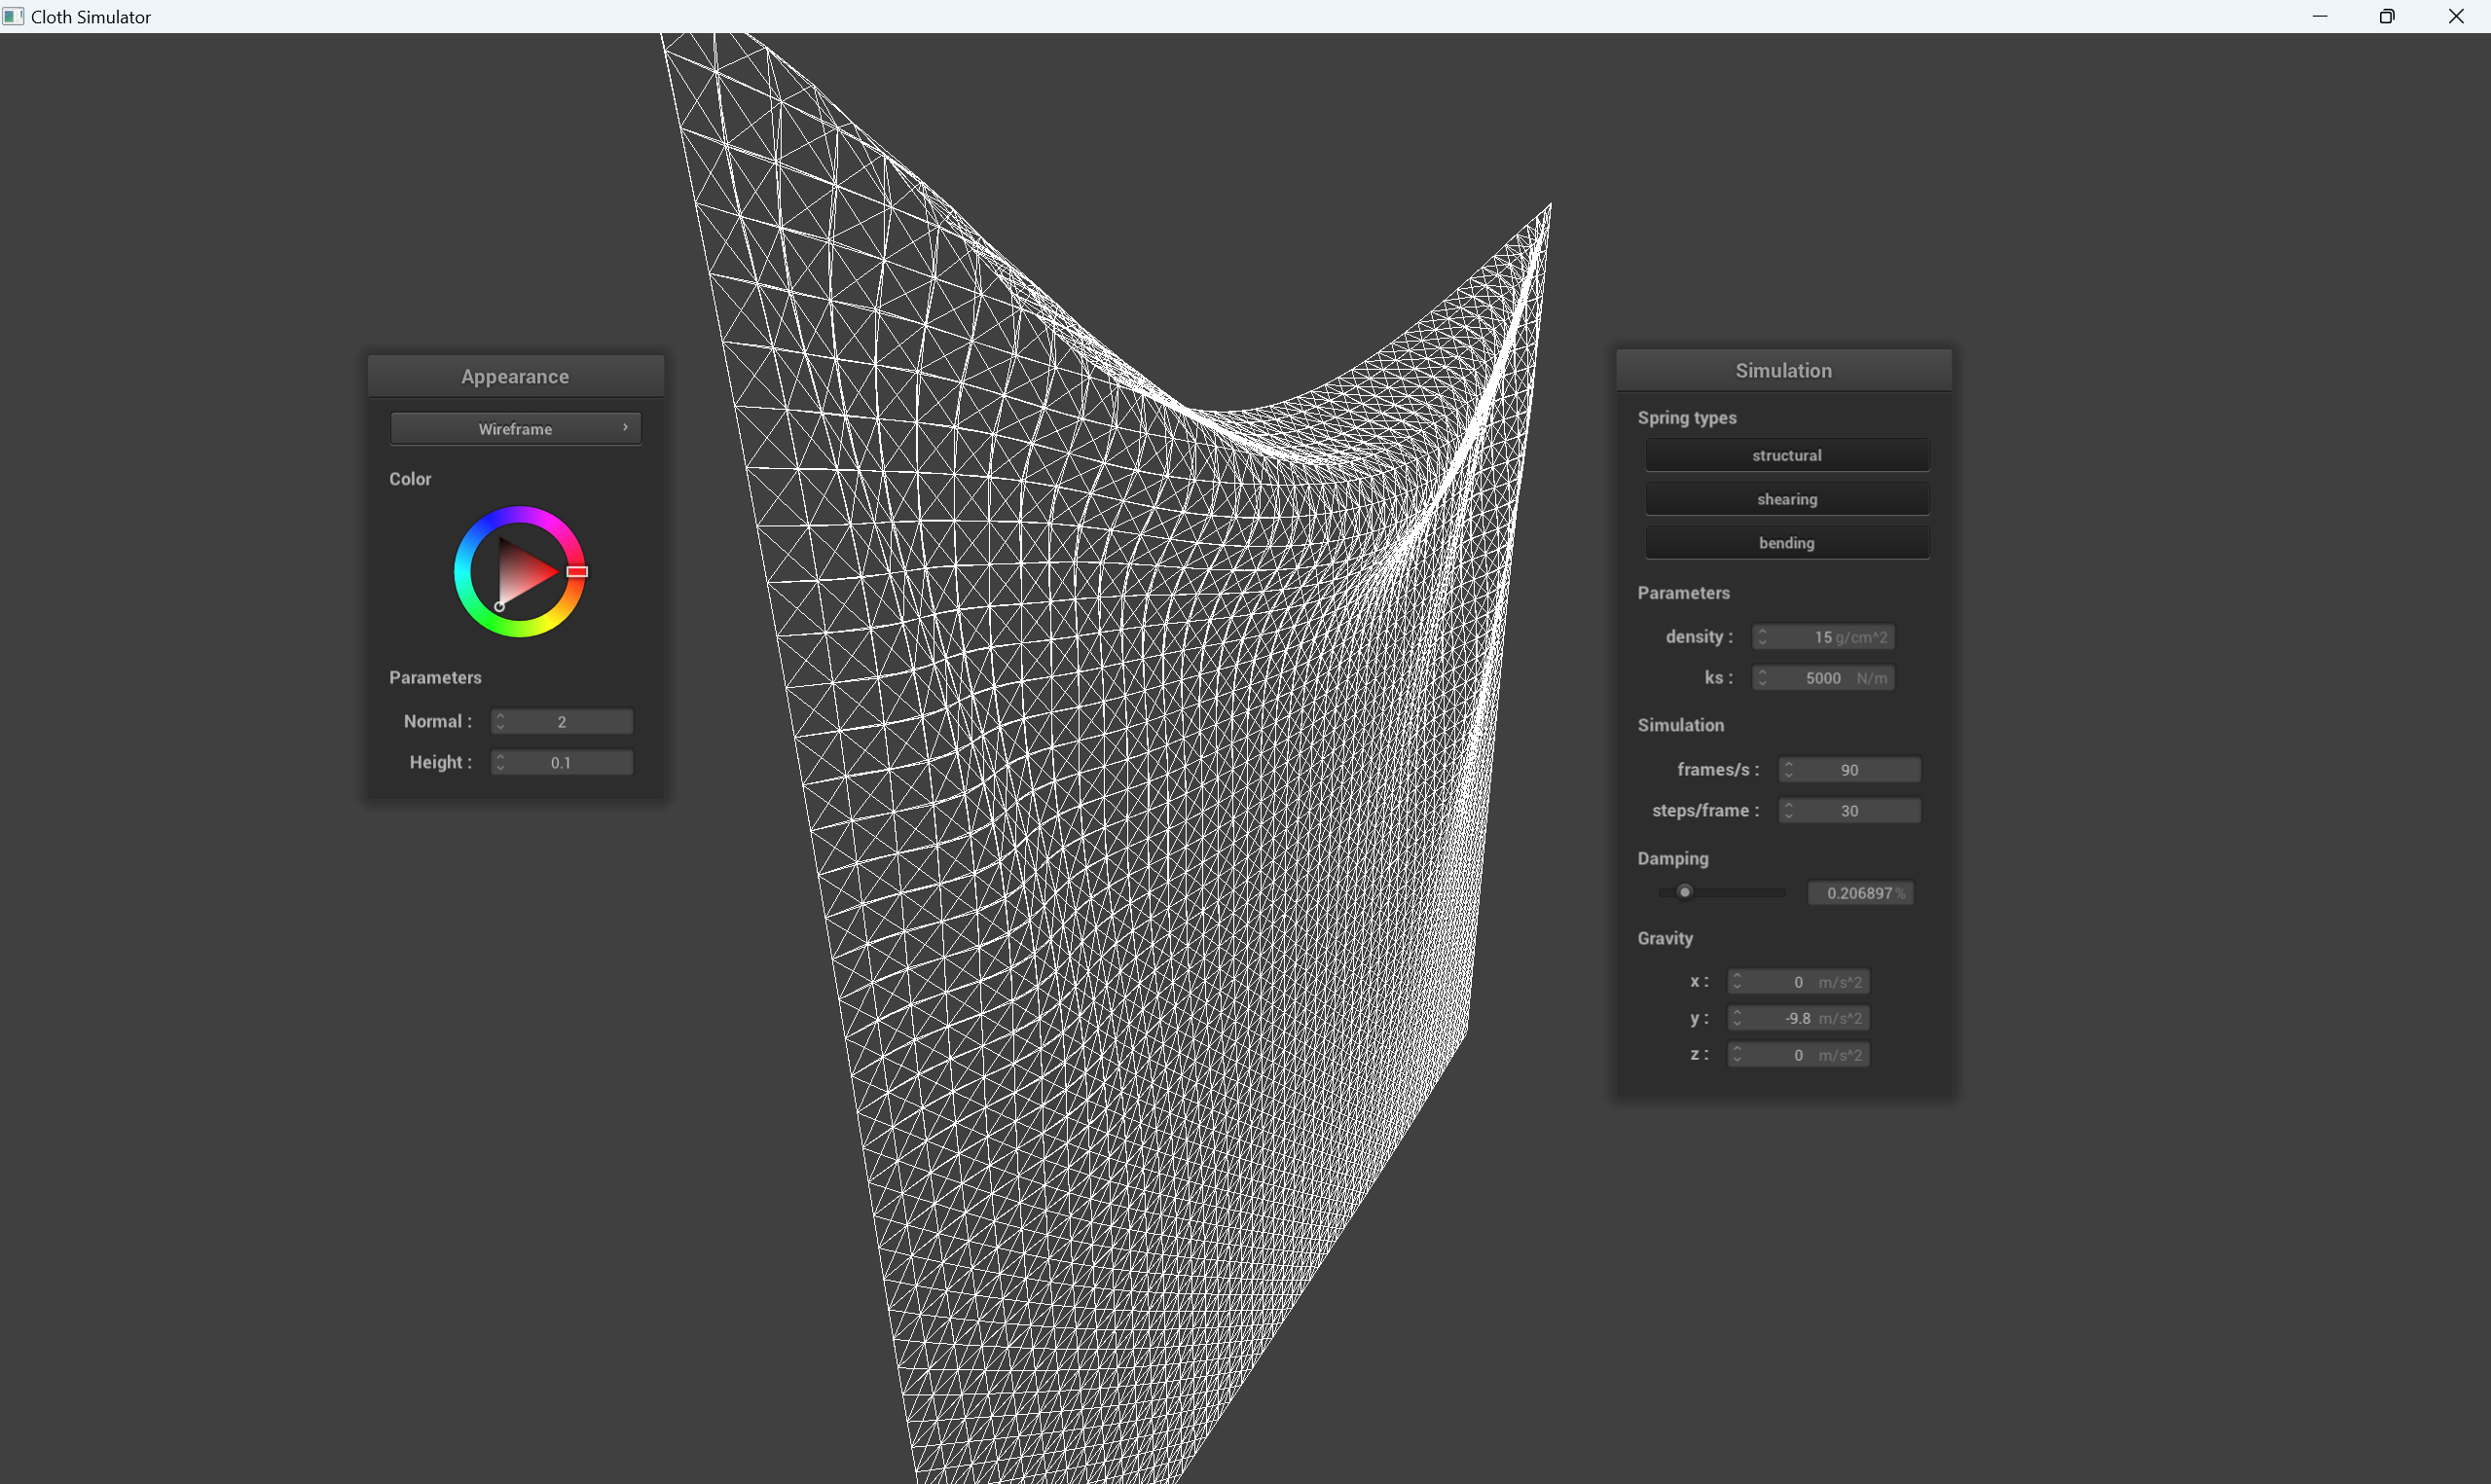 Cloth Simulator
Appearance
Wireframe
Color
Parameters
Normal : 2
Height : 0.1
Simulation
Spring types
structural
shearing
bending
Parameters
density : 15 g/cm^2
ks : 5000 N/m
Simulation
frames/s : 90
steps/frame : 30
Damping
0.206897 %
Gravity
x : 0 m/s^2
y : -9.8 m/s^2
z : 0 m/s^2